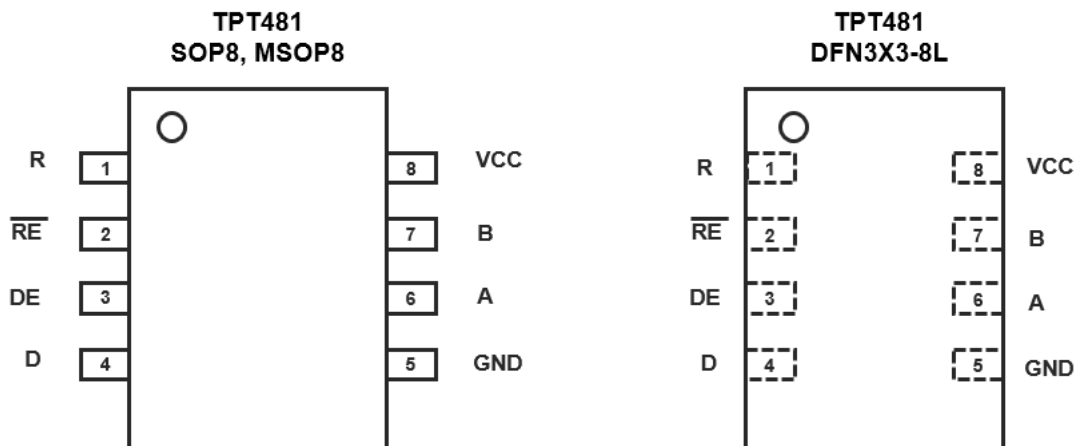 TPT481
SOP8, MSOP8
R 1 8 VCC
RE 2 7 B
DE 3 6 A
D 4 5 GND
TPT481
DFN3X3-8L
R 1 8 VCC
RE 2 7 B
DE 3 6 A
D 4 5 GND